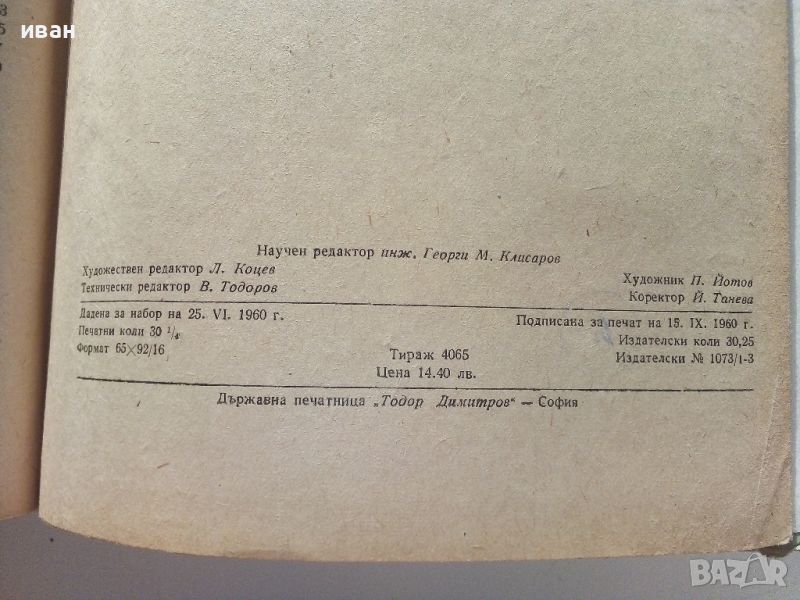 иван
Научен редактор инж. Георги М. Клисаров
Художествен редактор Л. Коцев
Художник П. Йотов
Технически редактор В. Тодоров
Коректор Й. Танева
Дадена за набор на 25. VI. 1960 г.
Подписана за печат на 15. IX. 1960 г.
Печатни коли 30 1/4
Издателски коли 30,25
Формат 65×92/16
Тираж 4065
Издателски № 1073/1-3
Цена 14.40 лв.
Държавна печатница „Тодор Димитров" — София
BAZAR